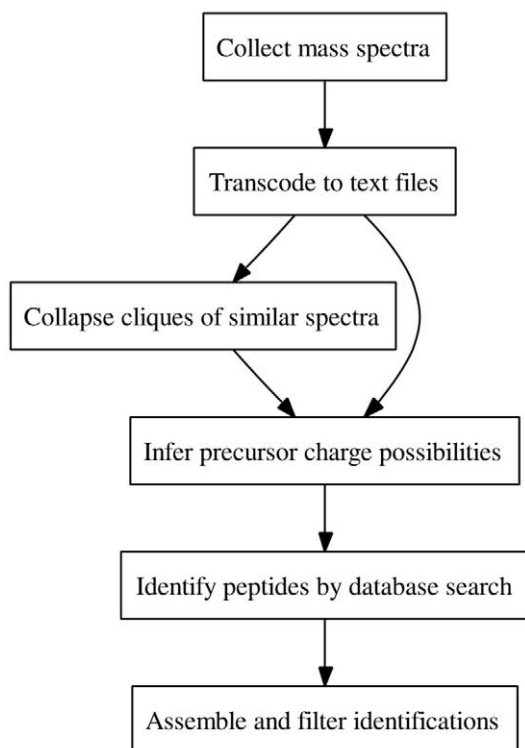 Collect mass spectra
Transcode to text files
Collapse cliques of similar spectra
Infer precursor charge possibilities
Identify peptides by database search
Assemble and filter identifications